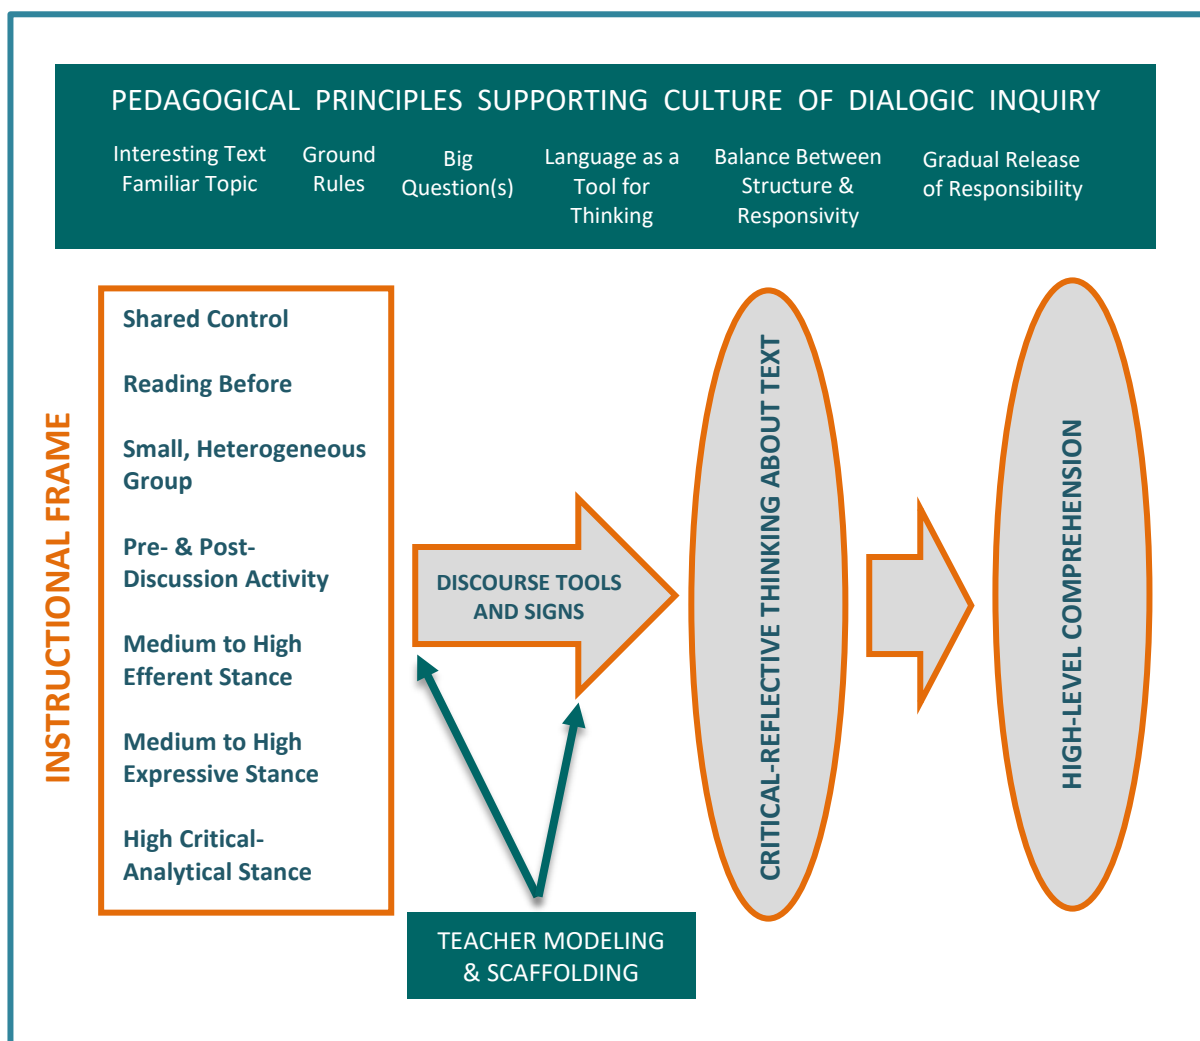 PEDAGOGICAL PRINCIPLES SUPPORTING CULTURE OF DIALOGIC INQUIRY
Interesting Text
Familiar Topic
Ground
Rules
Big
Question(s)
Language as a
Tool for
Thinking
Balance Between
Structure &
Responsivity
Gradual Release
of Responsibility
INSTRUCTIONAL FRAME
Shared Control
Reading Before
Small, Heterogeneous
Group
Pre- & Post-
Discussion Activity
Medium to High
Efferent Stance
Medium to High
Expressive Stance
High Critical-
Analytical Stance
DISCOURSE TOOLS
AND SIGNS
TEACHER MODELING
& SCAFFOLDING
CRITICAL-REFLECTIVE THINKING ABOUT TEXT
HIGH-LEVEL COMPREHENSION